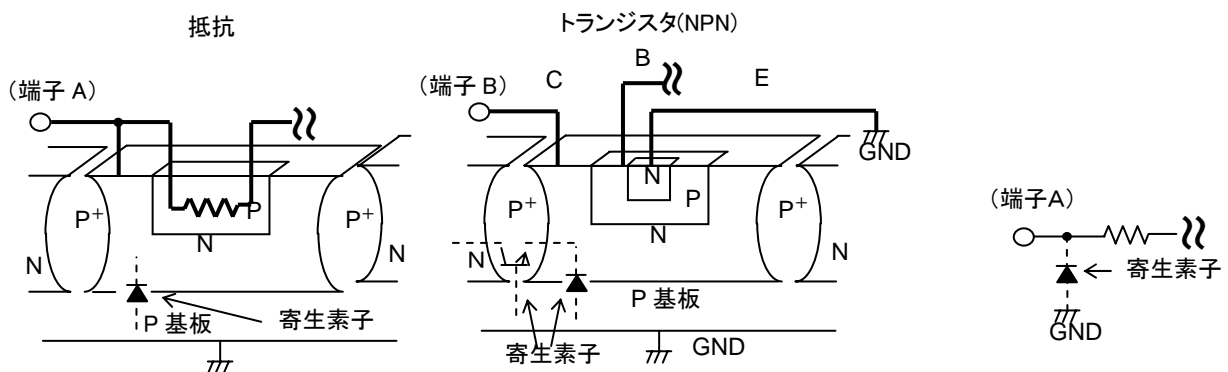 抵抗
(端子 A)
P
P+
P+
N
N
N
P 基板
寄生素子
トランジスタ(NPN)
(端子 B)
C
B
E
GND
N
P
P+
P+
N
N
N
P 基板
寄生素子
GND
(端子A)
寄生素子
GND